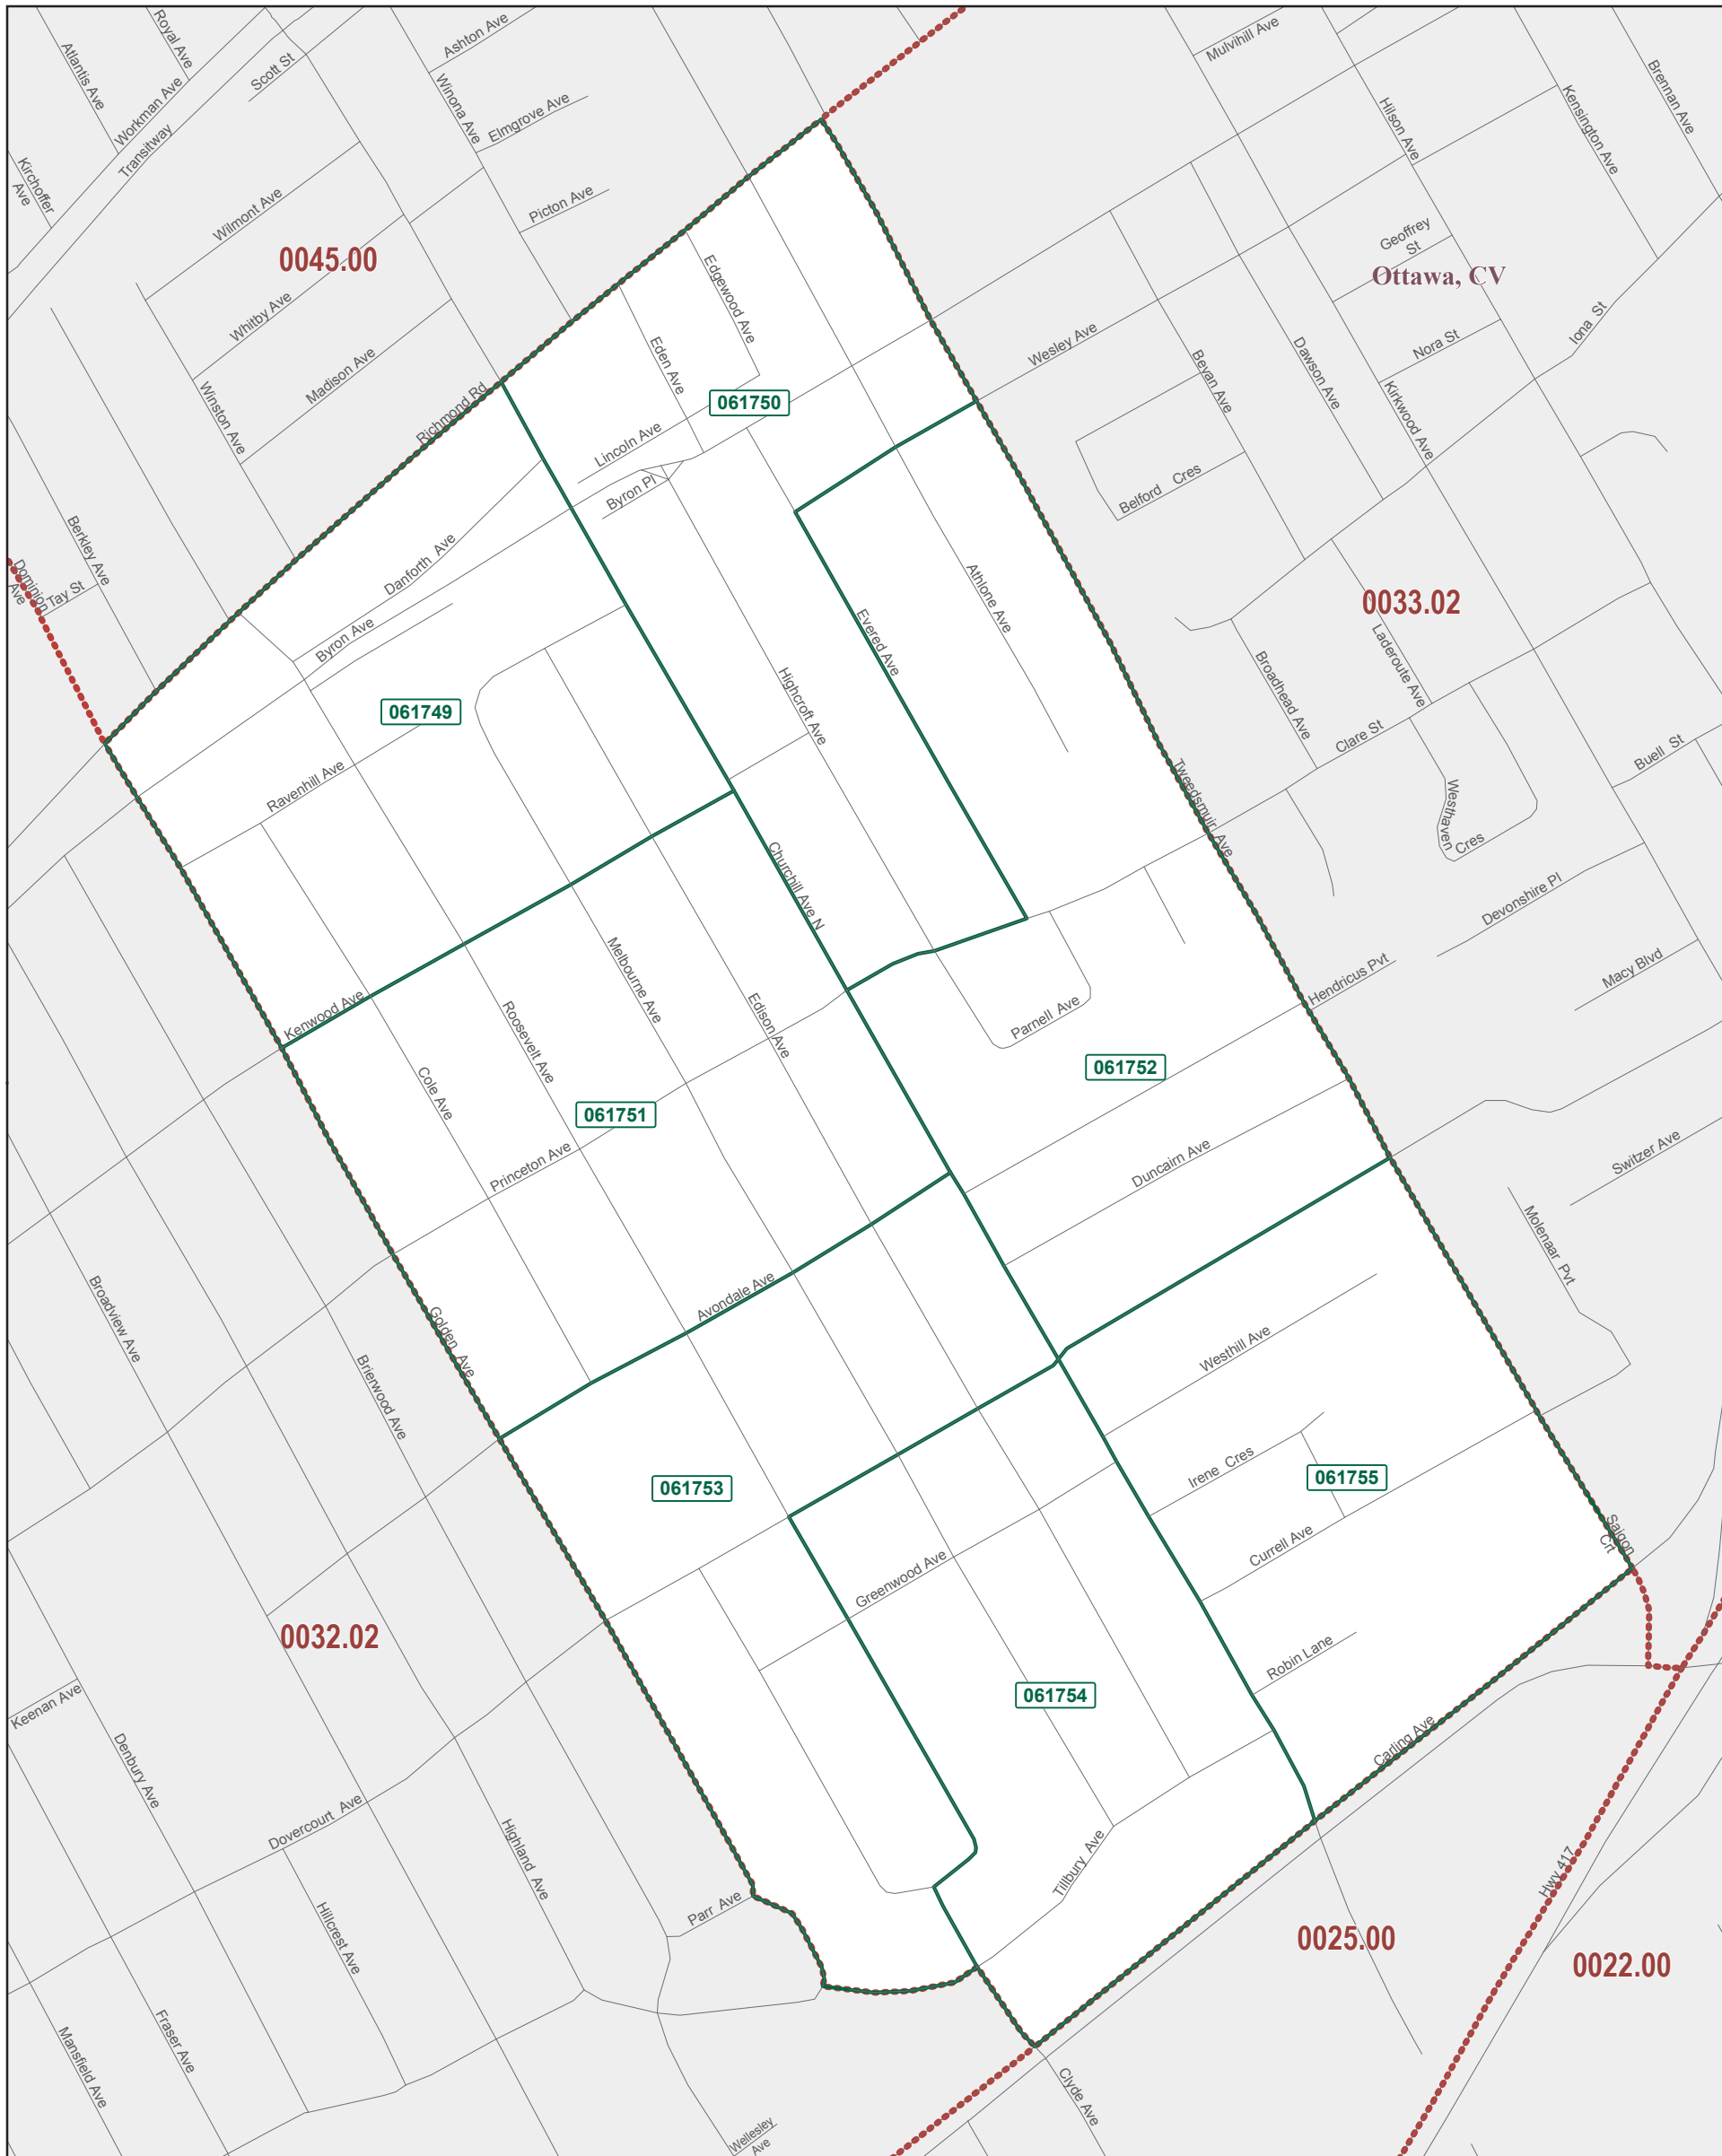 Atlantis Ave
Royal Ave
Workman Ave
Transitway
Scott St
Ashton Ave
Winona Ave
Elmgrove Ave
Picton Ave
Kirchoffer
Ave
Wilmont Ave
0045.00
Whitby Ave
Madison Ave
Winston Ave
Richmond Rd
Mulvihill Ave
Hilson Ave
Kensington Ave
Brennan Ave
Geoffrey
St
Ottawa, CV
Iona St
Nora St
Wesley Ave
Bevan Ave
Dawson Ave
Kirkwood Ave
Belford Cres
Edgewood Ave
Eden Ave
061750
Lincoln Ave
Byron Pl
Danforth Ave
Byron Ave
Berkley Ave
Dominion
Ave
Tay St
Athlone Ave
Evered Ave
0033.02
Laderoute Ave
Broadhead Ave
Clare St
Highcroft Ave
061749
Ravenhill Ave
Tweedsmuir Ave
Westhaven
Cres
Buell St
Devonshire Pl
Macy Blvd
Hendricus Pvt
Churchill Ave N
Kenwood Ave
Melbourne Ave
Edison Ave
Roosevelt Ave
Parnell Ave
061752
Cole Ave
061751
Princeton Ave
Duncairn Ave
Switzer Ave
Molenaar Pvt
Broadview Ave
Golden Ave
Avondale Ave
Brierwood Ave
Westhill Ave
Irene Cres
061755
061753
Currell Ave
Saigon
Crt
Greenwood Ave
0032.02
Robin Lane
061754
Keenan Ave
Denbury Ave
Carling Ave
Dovercourt Ave
Highland Ave
Tillbury Ave
Hwy 417
Parr Ave
Hillcrest Ave
0025.00
0022.00
Fraser Ave
Mansfield Ave
Clyde Ave
Wellesley
Ave